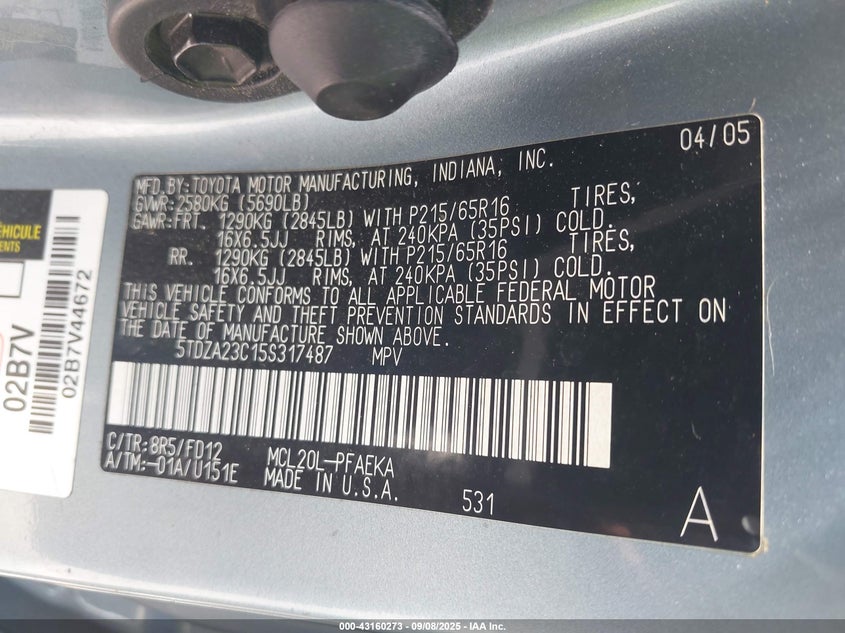 04/05
MFD.BY:TOYOTA MOTOR MANUFACTURING, INDIANA, INC.
GVWR:2580KG (5690LB)
GAWR:FRT. 1290KG (2845LB) WITH P215/65R16 TIRES,
16X6.5JJ RIMS, AT 240KPA (35PSI) COLD.
RR. 1290KG (2845LB) WITH P215/65R16 TIRES,
16X6.5JJ RIMS, AT 240KPA (35PSI) COLD.
THIS VEHICLE CONFORMS TO ALL APPLICABLE FEDERAL MOTOR
VEHICLE SAFETY AND THEFT PREVENTION STANDARDS IN EFFECT ON
THE DATE OF MANUFACTURE SHOWN ABOVE.
5TDZA23C15S317487 MPV
C/TR:8R5/FD12 MCL20L-PFAEKA
A/TM:-01A/U151E MADE IN U.S.A.
531
A
02B7V
02B7V44672
000-43160273 - 09/08/2025 - IAA Inc.